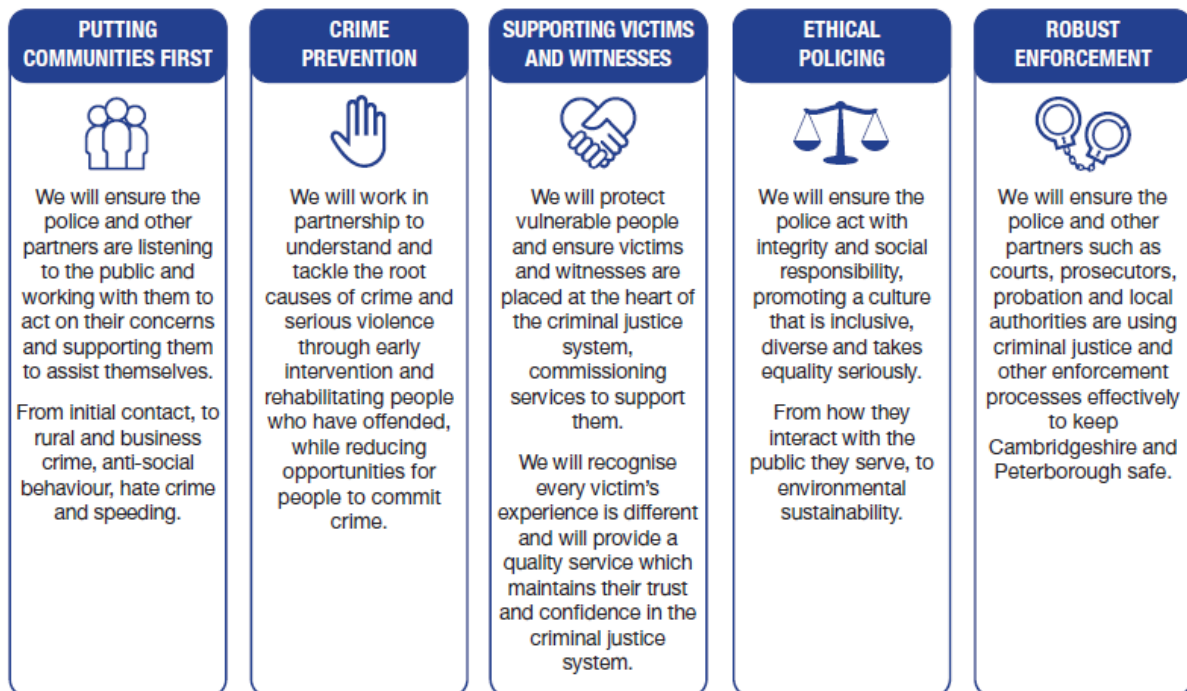 PUTTING
COMMUNITIES FIRST
We will ensure the
police and other
partners are listening
to the public and
working with them to
act on their concerns
and supporting them
to assist themselves.
From initial contact, to
rural and business
crime, anti-social
behaviour, hate crime
and speeding.
CRIME
PREVENTION
We will work in
partnership to
understand and
tackle the root
causes of crime and
serious violence
through early
intervention and
rehabilitating people
who have offended,
while reducing
opportunities for
people to commit
crime.
SUPPORTING VICTIMS
AND WITNESSES
We will protect
vulnerable people
and ensure victims
and witnesses are
placed at the heart of
the criminal justice
system,
commissioning
services to support
them.
We will recognise
every victim's
experience is different
and will provide a
quality service which
maintains their trust
and confidence in the
criminal justice
system.
ETHICAL
POLICING
We will ensure the
police act with
integrity and social
responsibility,
promoting a culture
that is inclusive,
diverse and takes
equality seriously.
From how they
interact with the
public they serve, to
environmental
sustainability.
ROBUST
ENFORCEMENT
We will ensure the
police and other
partners such as
courts, prosecutors,
probation and local
authorities are using
criminal justice and
other enforcement
processes effectively
to keep
Cambridgeshire and
Peterborough safe.